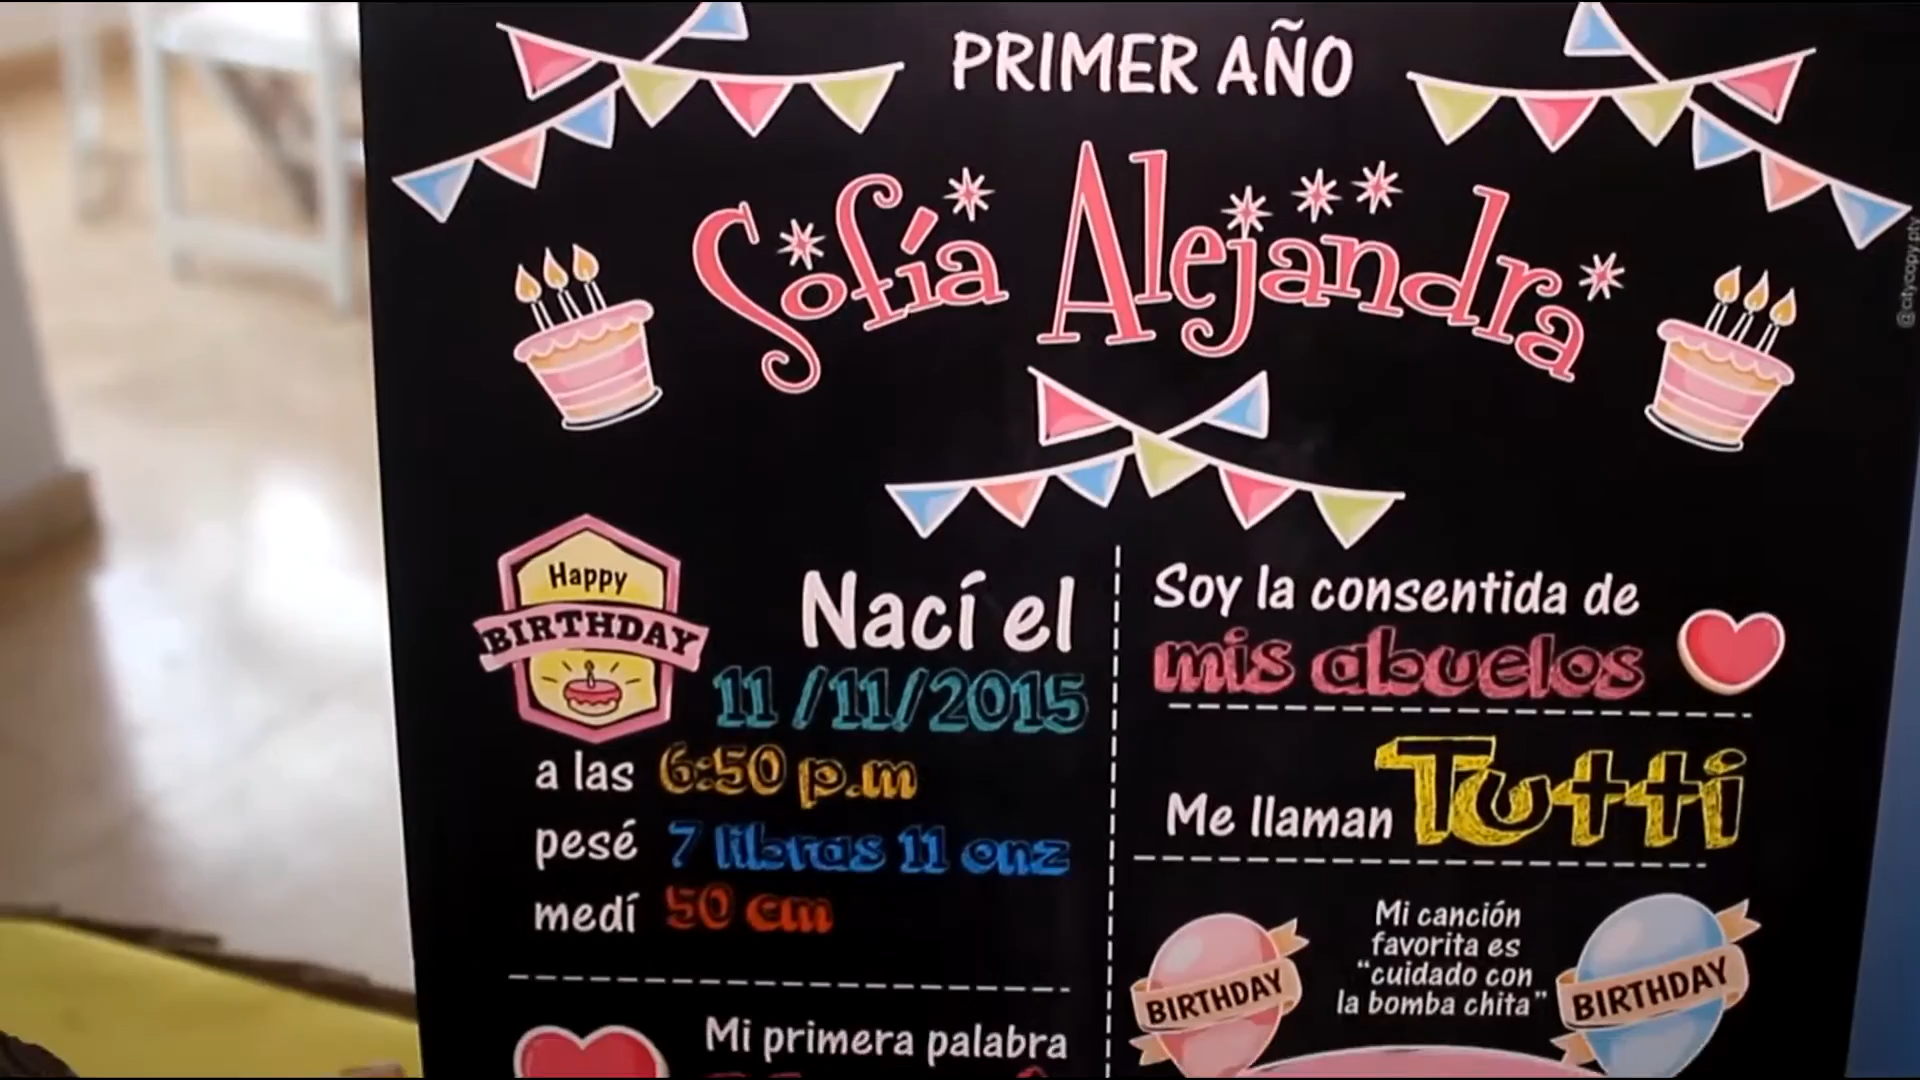 PRIMER AÑO
Sofía Alejandra
Happy
BIRTHDAY
Nací el
11/11/2015
a las 6:50 p.m
pesé 7 libras 11 onz
medí 50 cm
Mi primera palabra
Soy la consentida de
mis abuelos
Me llaman Tutti
BIRTHDAY
Mi canción
favorita es
“cuidado con
la bomba chita”
BIRTHDAY
@citycopy.pty